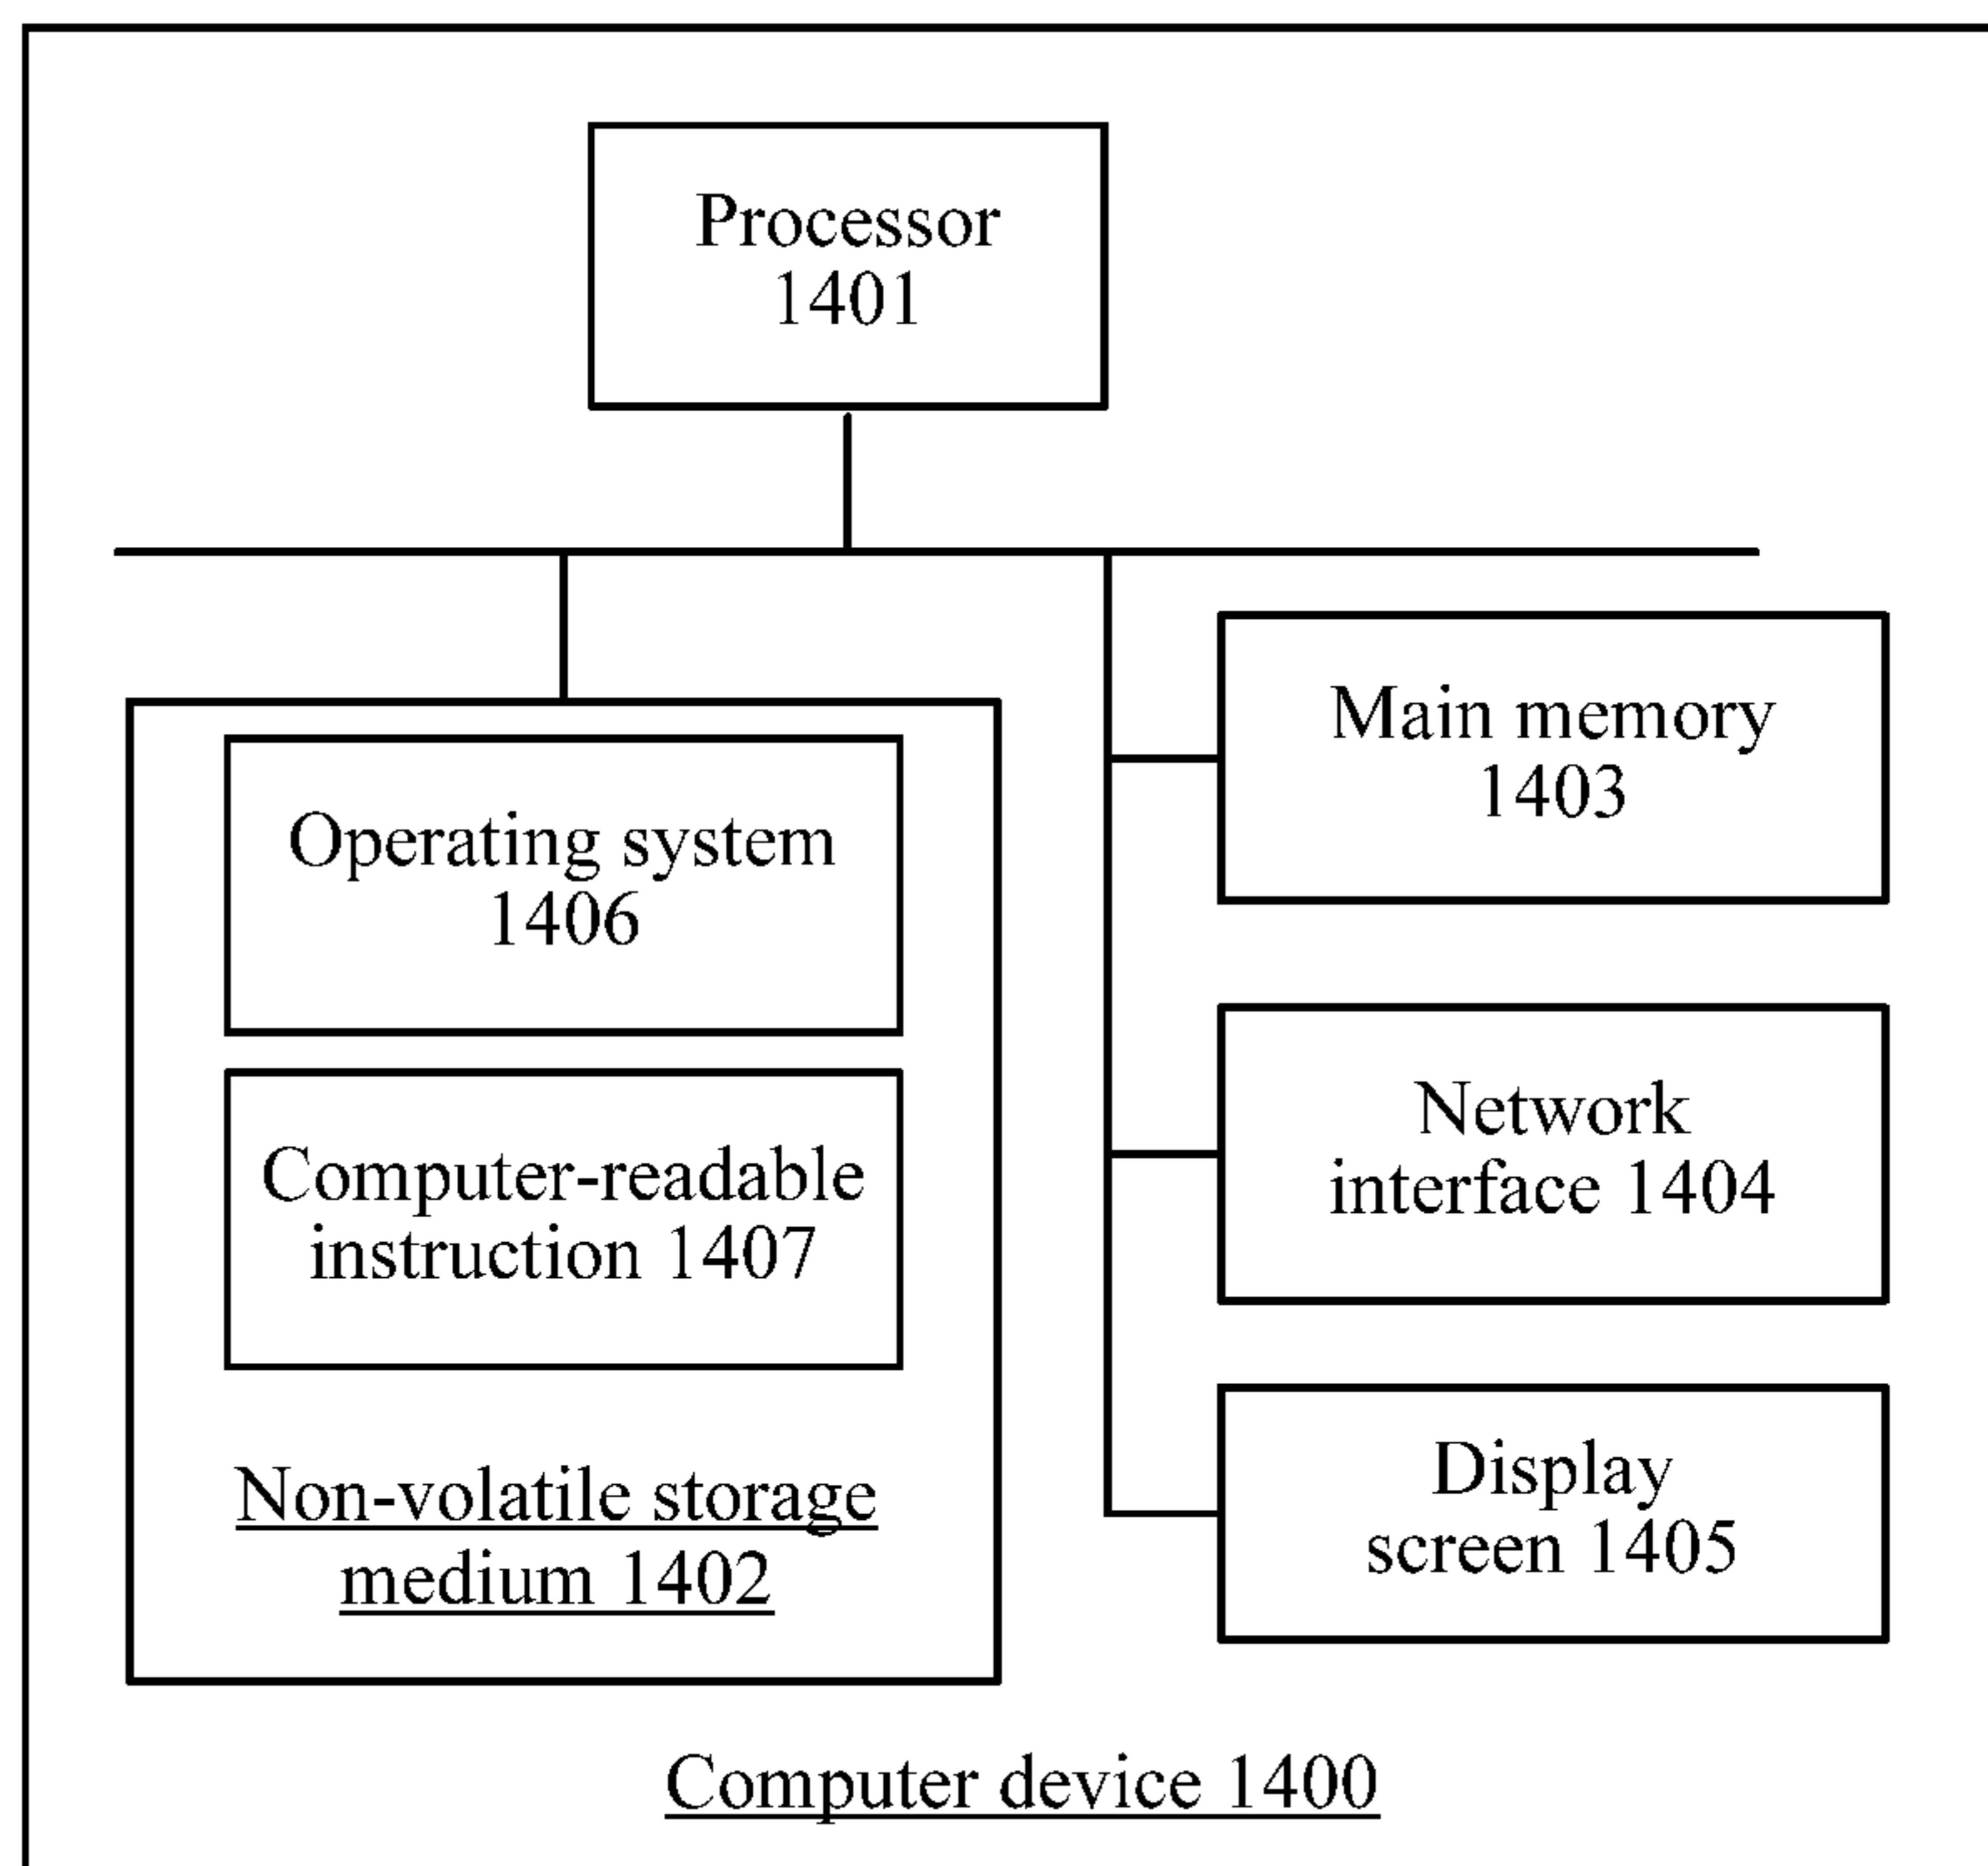 Processor
1401
Operating system
1406
Computer-readable
instruction 1407
Non-volatile storage
medium 1402
Main memory
1403
Network
interface 1404
Display
screen 1405
Computer device 1400